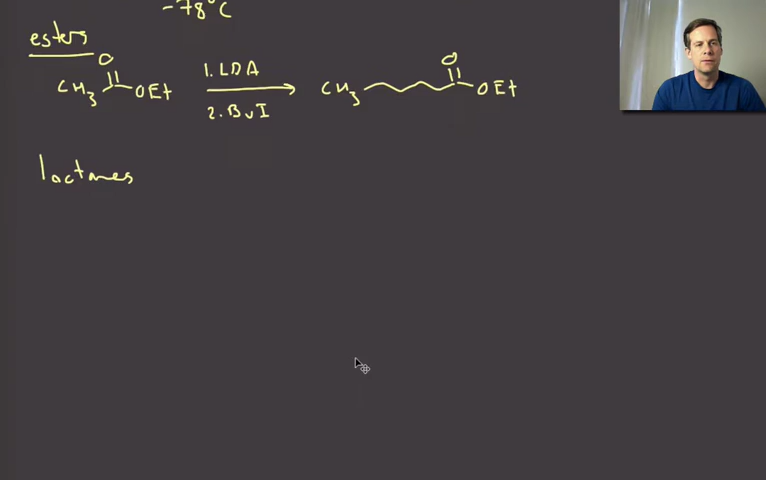 -78°C
esters
O
CH3 OEt
1. LDA
2. BuI
O
CH3 OEt
lactones